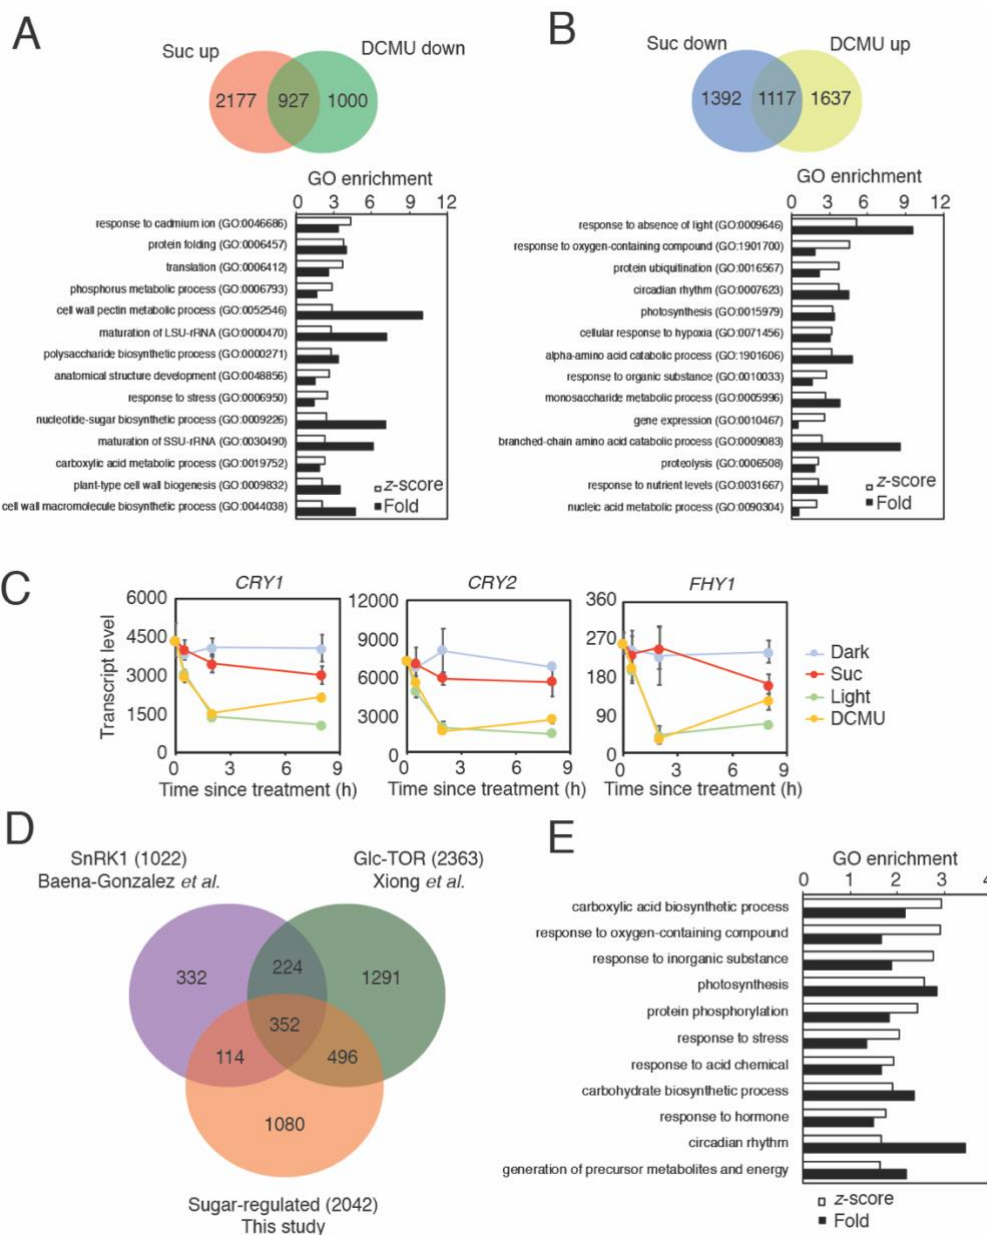 A
Suc up
DCMU down
2177
927
1000
GO enrichment
0 3 6 9 12
response to cadmium ion (GO:0046686)
protein folding (GO:0006457)
translation (GO:0006412)
phosphorus metabolic process (GO:0006793)
cell wall pectin metabolic process (GO:0052546)
maturation of LSU-rRNA (GO:0000470)
polysaccharide biosynthetic process (GO:0000271)
anatomical structure development (GO:0048856)
response to stress (GO:0006950)
nucleotide-sugar biosynthetic process (GO:0009226)
maturation of SSU-rRNA (GO:0030490)
carboxylic acid metabolic process (GO:0019752)
plant-type cell wall biogenesis (GO:0009832)
cell wall macromolecule biosynthetic process (GO:0044038)
z-score
Fold
B
Suc down
DCMU up
1392
1117
1637
GO enrichment
0 3 6 9 12
response to absence of light (GO:0009646)
response to oxygen-containing compound (GO:1901700)
protein ubiquitination (GO:0016567)
circadian rhythm (GO:0007623)
photosynthesis (GO:0015979)
cellular response to hypoxia (GO:0071456)
alpha-amino acid catabolic process (GO:1901606)
response to organic substance (GO:0010033)
monosaccharide metabolic process (GO:0005996)
gene expression (GO:0010467)
branched-chain amino acid catabolic process (GO:0009083)
proteolysis (GO:0006508)
response to nutrient levels (GO:0031667)
nucleic acid metabolic process (GO:0090304)
z-score
Fold
C
CRY1
Transcript level
6000
4500
3000
1500
0
0 3 6 9
Time since treatment (h)
CRY2
12000
9000
6000
3000
0
0 3 6 9
Time since treatment (h)
FHY1
360
270
180
90
0
0 3 6 9
Time since treatment (h)
Dark
Suc
Light
DCMU
D
SnRK1 (1022)
Baena-Gonzalez et al.
Glc-TOR (2363)
Xiong et al.
332
224
1291
352
114
496
1080
Sugar-regulated (2042)
This study
E
GO enrichment
0 1 2 3 4
carboxylic acid biosynthetic process
response to oxygen-containing compound
response to inorganic substance
photosynthesis
protein phosphorylation
response to stress
response to acid chemical
carbohydrate biosynthetic process
response to hormone
circadian rhythm
generation of precursor metabolites and energy
z-score
Fold